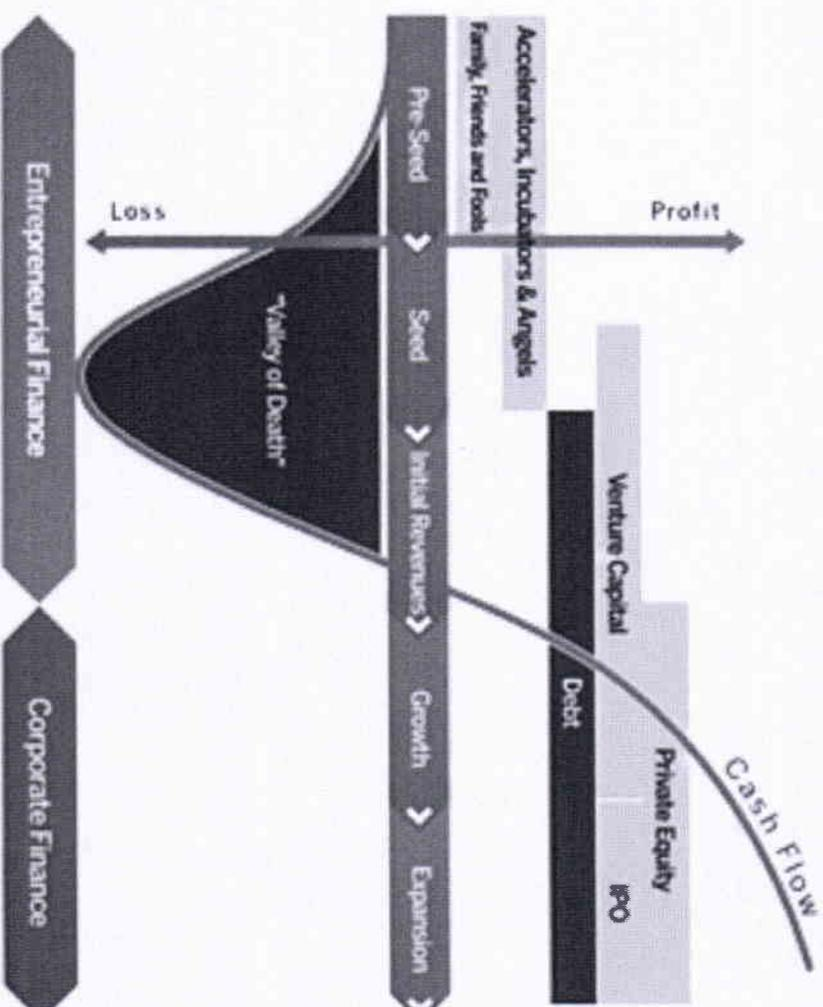 Cash Flow
Profit
Private Equity
Venture Capital
IPO
Debt
Accelerators, Incubators & Angels
Family, Friends and Fools
Pre-Seed
Seed
Initial Revenues
Growth
Expansion
"Valley of Death"
Loss
Entrepreneurial Finance
Corporate Finance